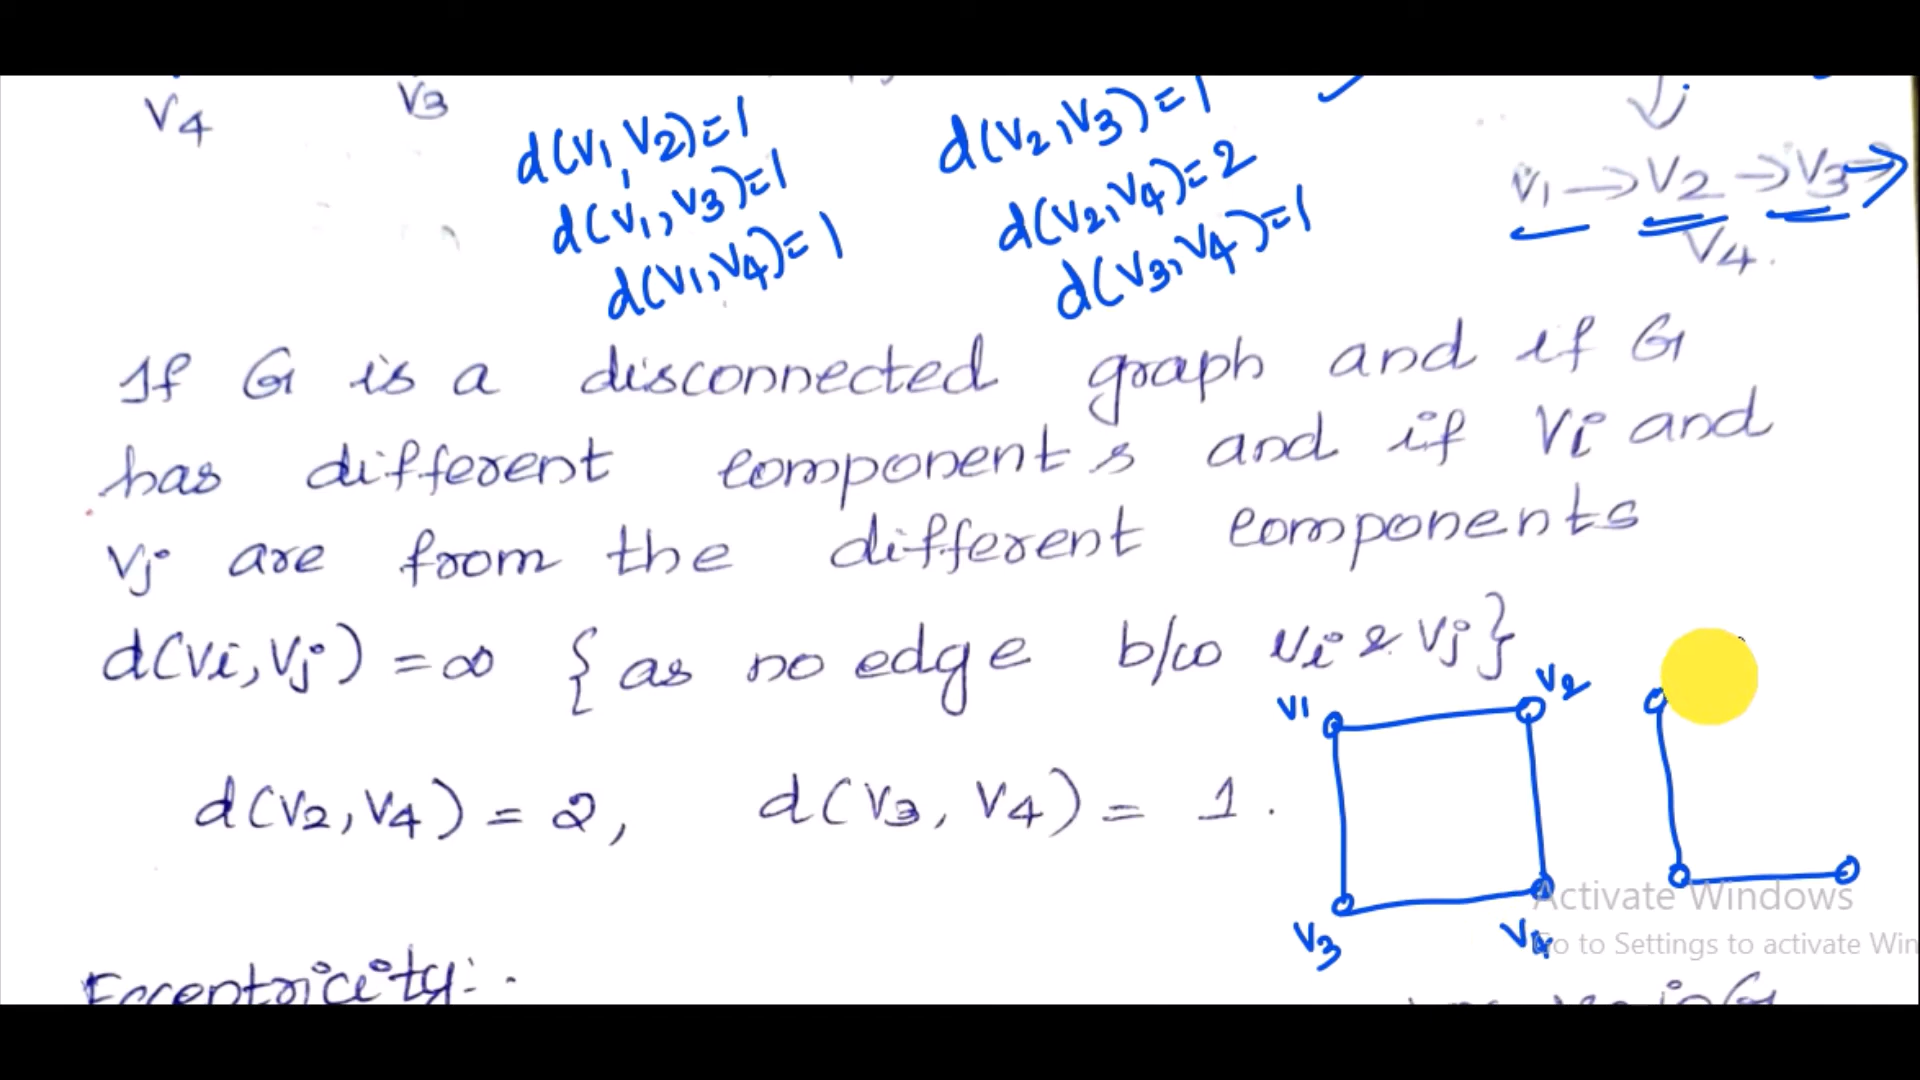 V4
V3
d(V1,V2)=1
d(V2,V3)=1
d(V1,V3)=1
d(V2,V4)=2
d(V1,V4)=1
d(V3,V4)=1
V1→V2→V3→
V4.
If G is a disconnected graph and if G
has different components and if Vi and
Vj are from the different components
d(Vi,Vj) = ∞ {as no edge b/w Vi & Vj}
V1
V2
d(V2,V4) = 2, d(V3,V4) = 1.
V3
V4
Activate Windows
Go to Settings to activate Win
Eccentricity:-